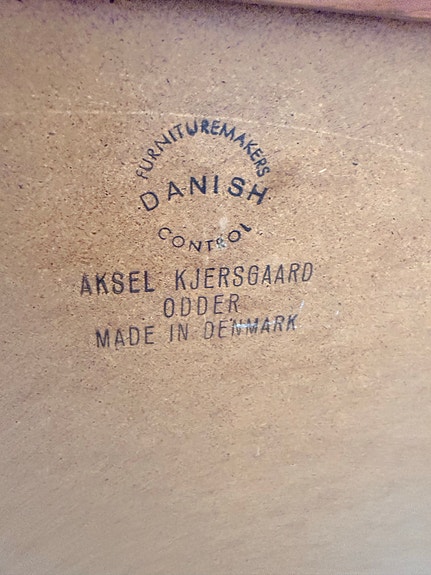 FURNITUREMAKERS
DANISH
CONTROL
AKSEL KJERSGAARD
ODDER
MADE IN DENMARK